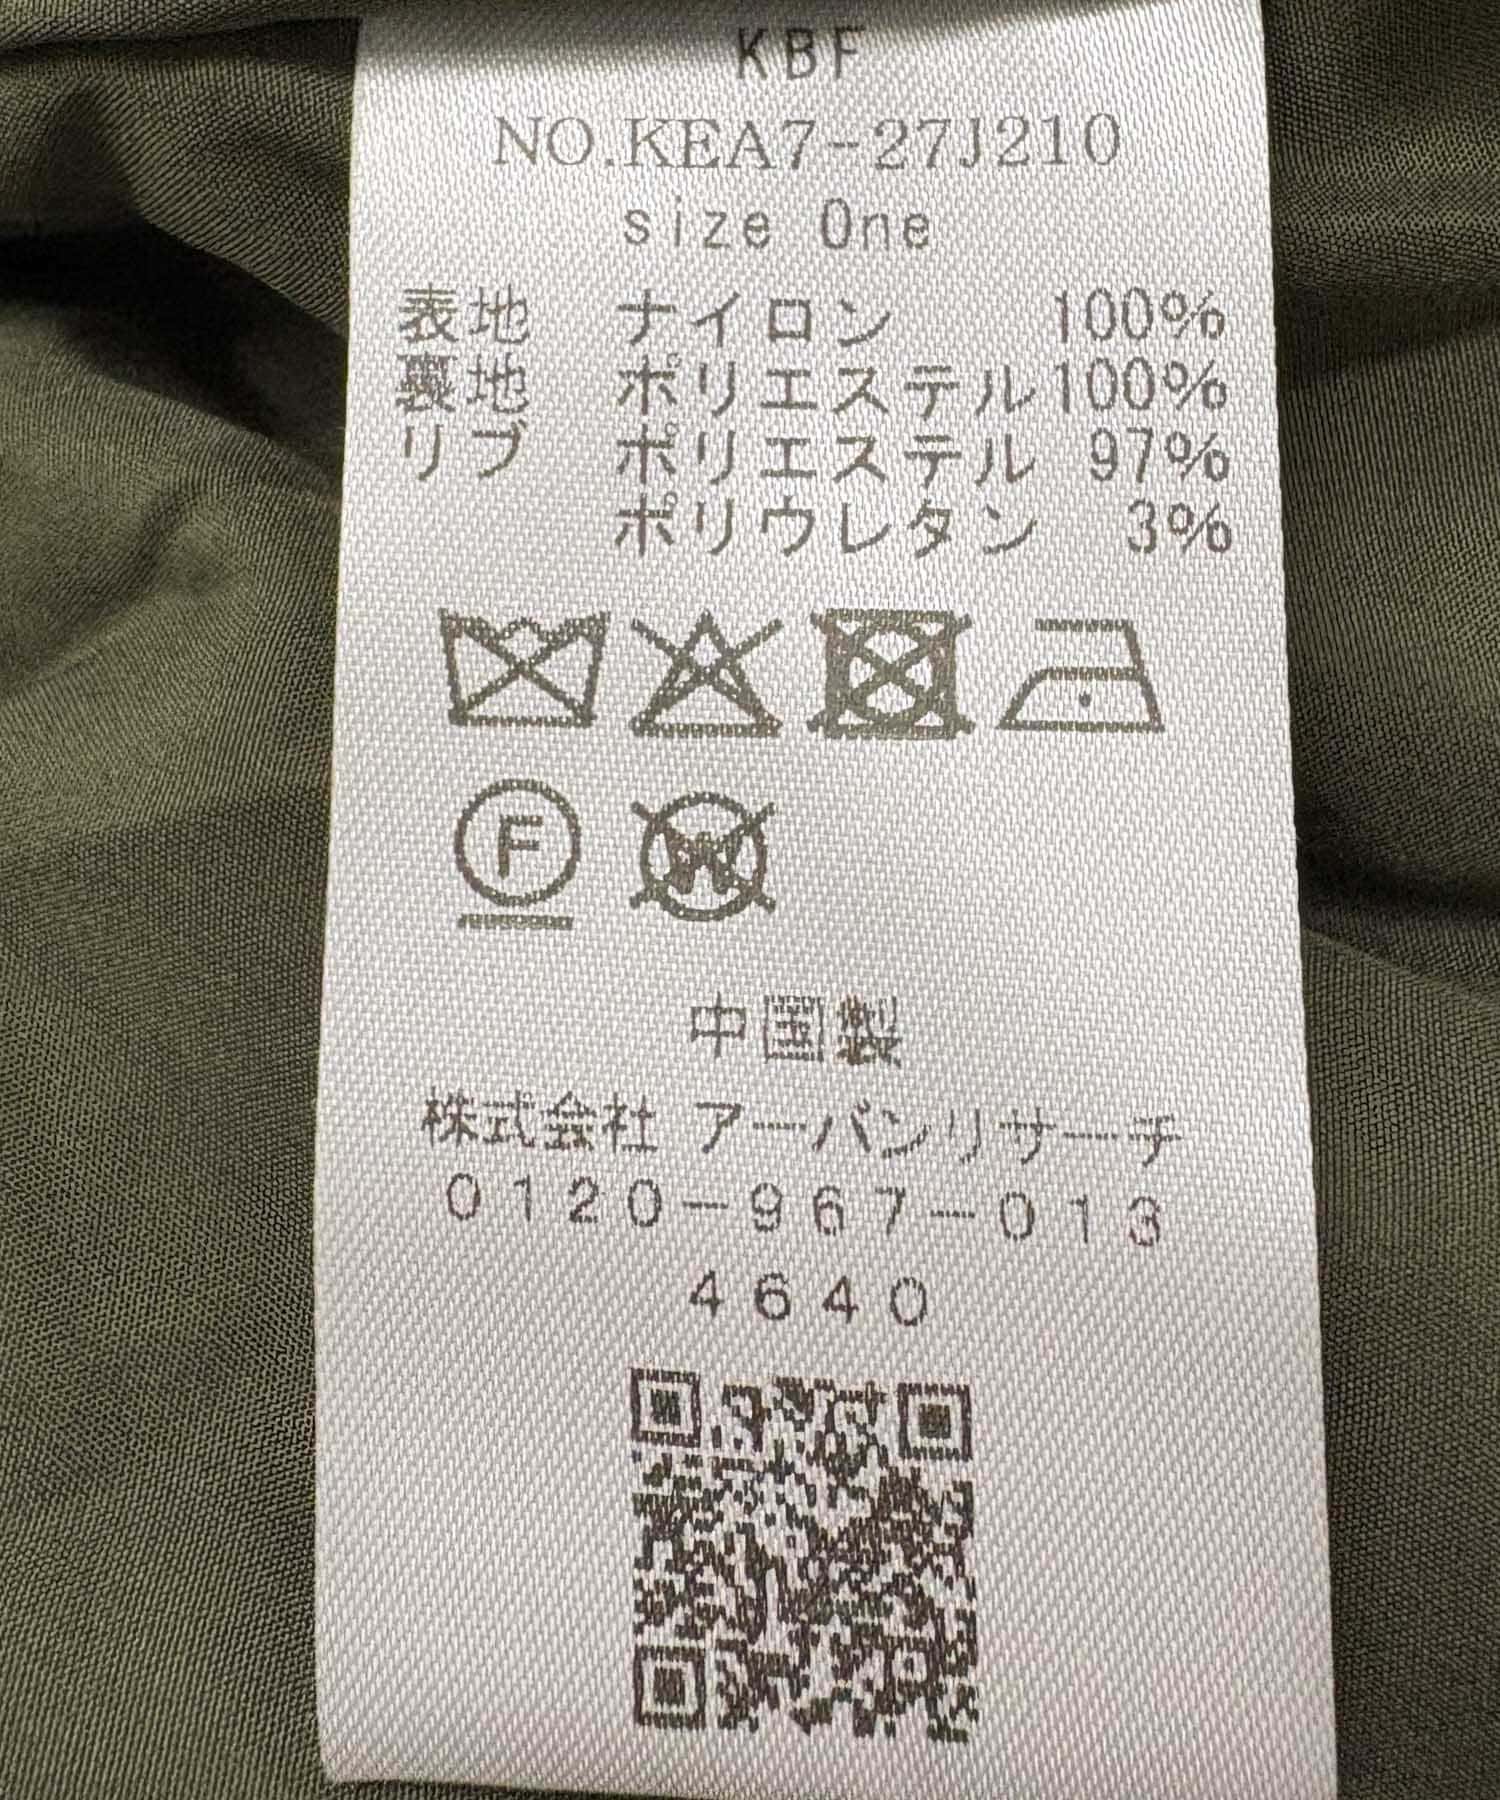 KBF
NO.KEA7-27J210
size One
表地 ナイロン 100%
裏地 ポリエステル100%
リブ ポリエステル 97%
ポリウレタン 3%
F
W
中国製
株式会社 アーバンリサーチ
0120-967-013
4640